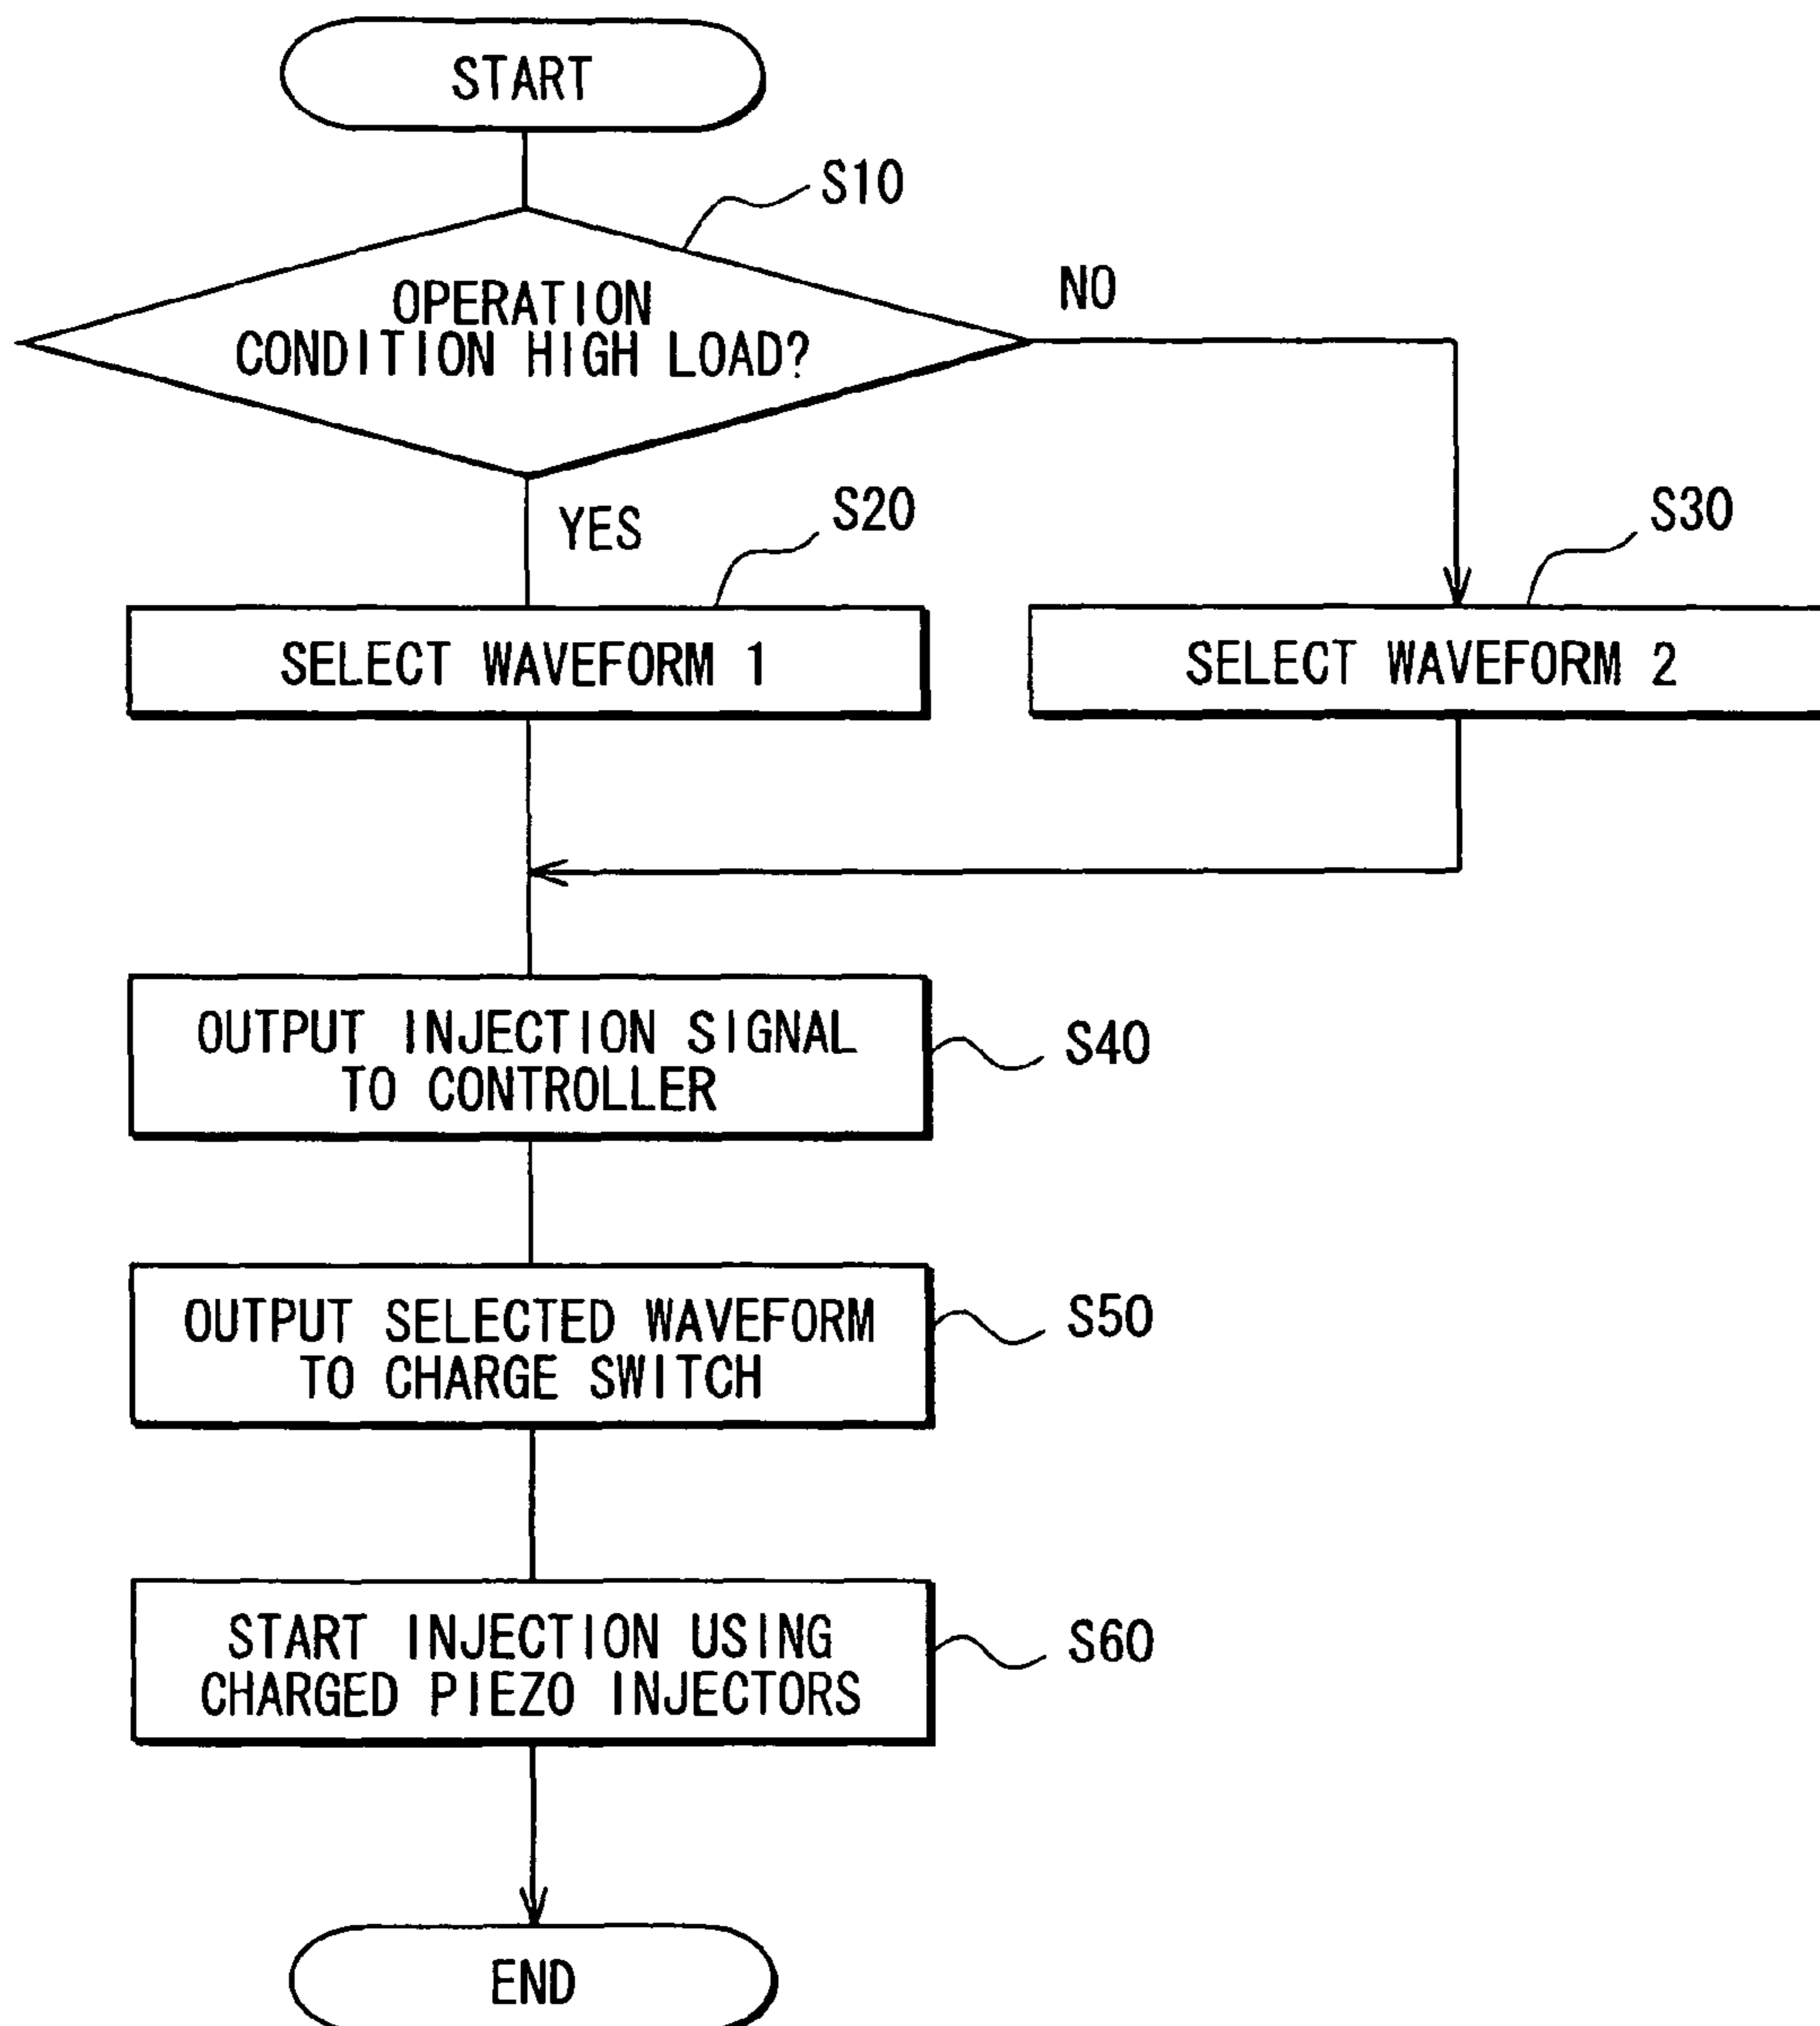 START
S10
OPERATION
CONDITION HIGH LOAD?
NO
YES
S20
S30
SELECT WAVEFORM 1
SELECT WAVEFORM 2
OUTPUT INJECTION SIGNAL
TO CONTROLLER
S40
OUTPUT SELECTED WAVEFORM
TO CHARGE SWITCH
S50
START INJECTION USING
CHARGED PIEZO INJECTORS
S60
END